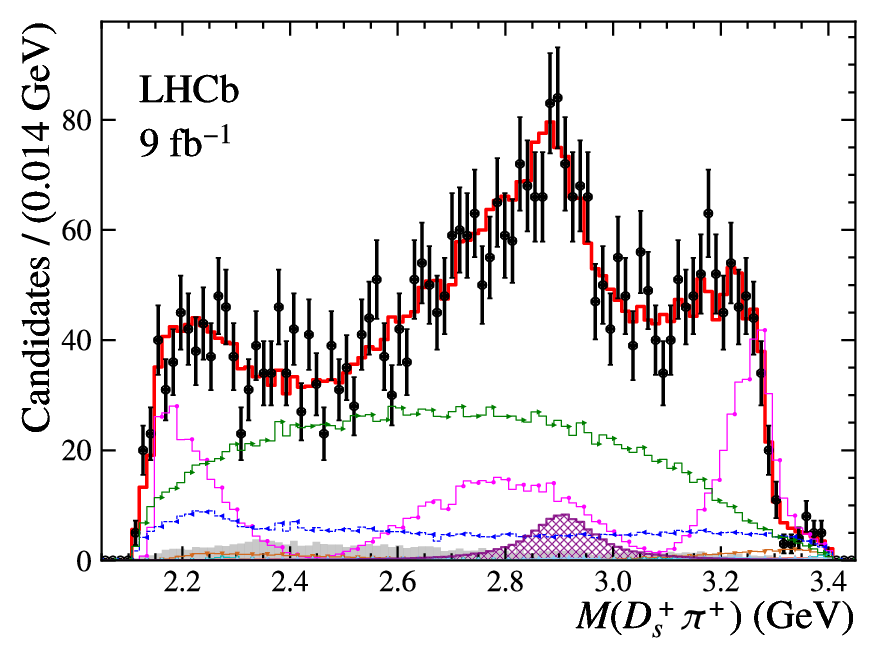 Candidates / (0.014 GeV)
LHCb
9 fb⁻¹
80
60
40
20
0
2.2 2.4 2.6 2.8 3.0 3.2 3.4
M(Dₛ⁺π⁺) (GeV)